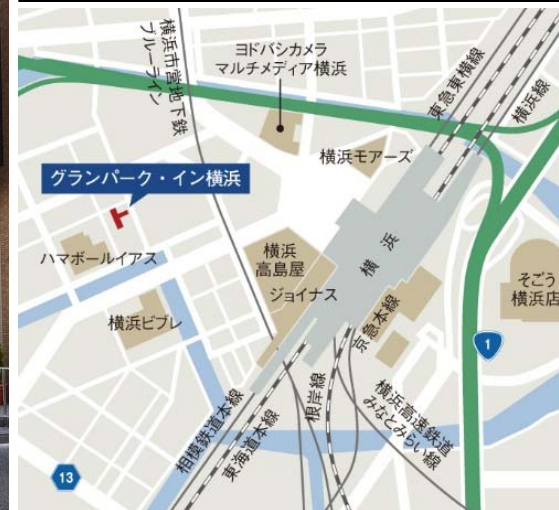 横浜市営地下鉄
ブルーライン
ヨドバシカメラ
マルチメディア横浜
東急東横線
横浜線
横浜モアーズ
グランパーク・イン横浜
ハマボールイアス
横浜
高島屋
ジョイナス
横浜
そごう
横浜店
横浜ビブレ
京急本線
1
根岸線
横浜高速鉄道
みなとみらい線
相模鉄道本線
東海道本線
13